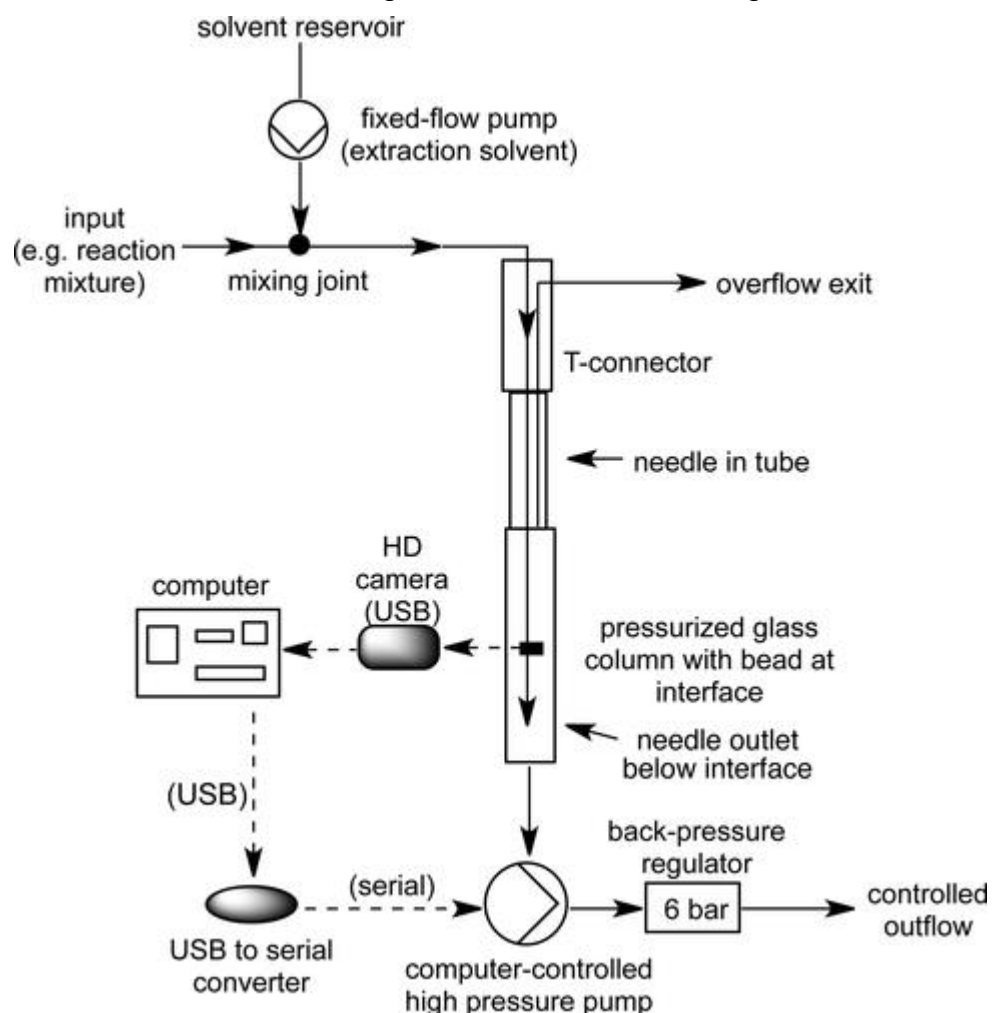 solvent reservoir
fixed-flow pump
(extraction solvent)
input
(e.g. reaction
mixture)
mixing joint
overflow exit
T-connector
needle in tube
HD
camera
(USB)
computer
pressurized glass
column with bead at
interface
needle outlet
below interface
(USB)
back-pressure
regulator
(serial)
6 bar
controlled
outflow
USB to serial
converter
computer-controlled
high pressure pump